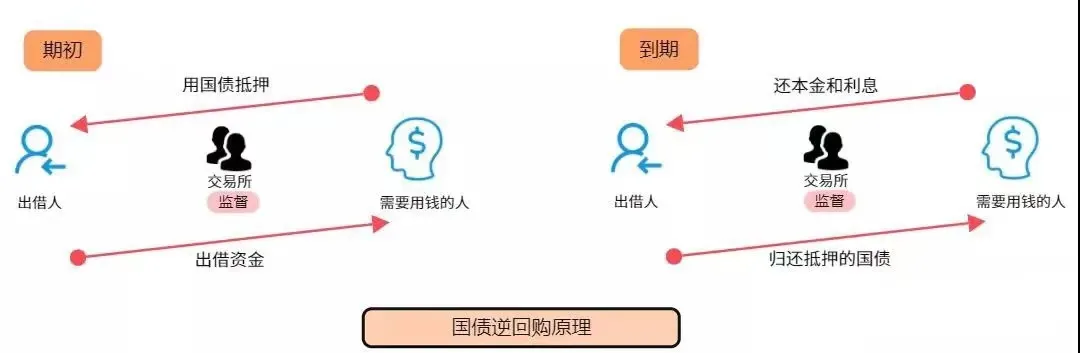 期初
用国债抵押
出借人
交易所
监督
需要用钱的人
出借资金
到期
还本金和利息
出借人
交易所
监督
需要用钱的人
归还抵押的国债
国债逆回购原理